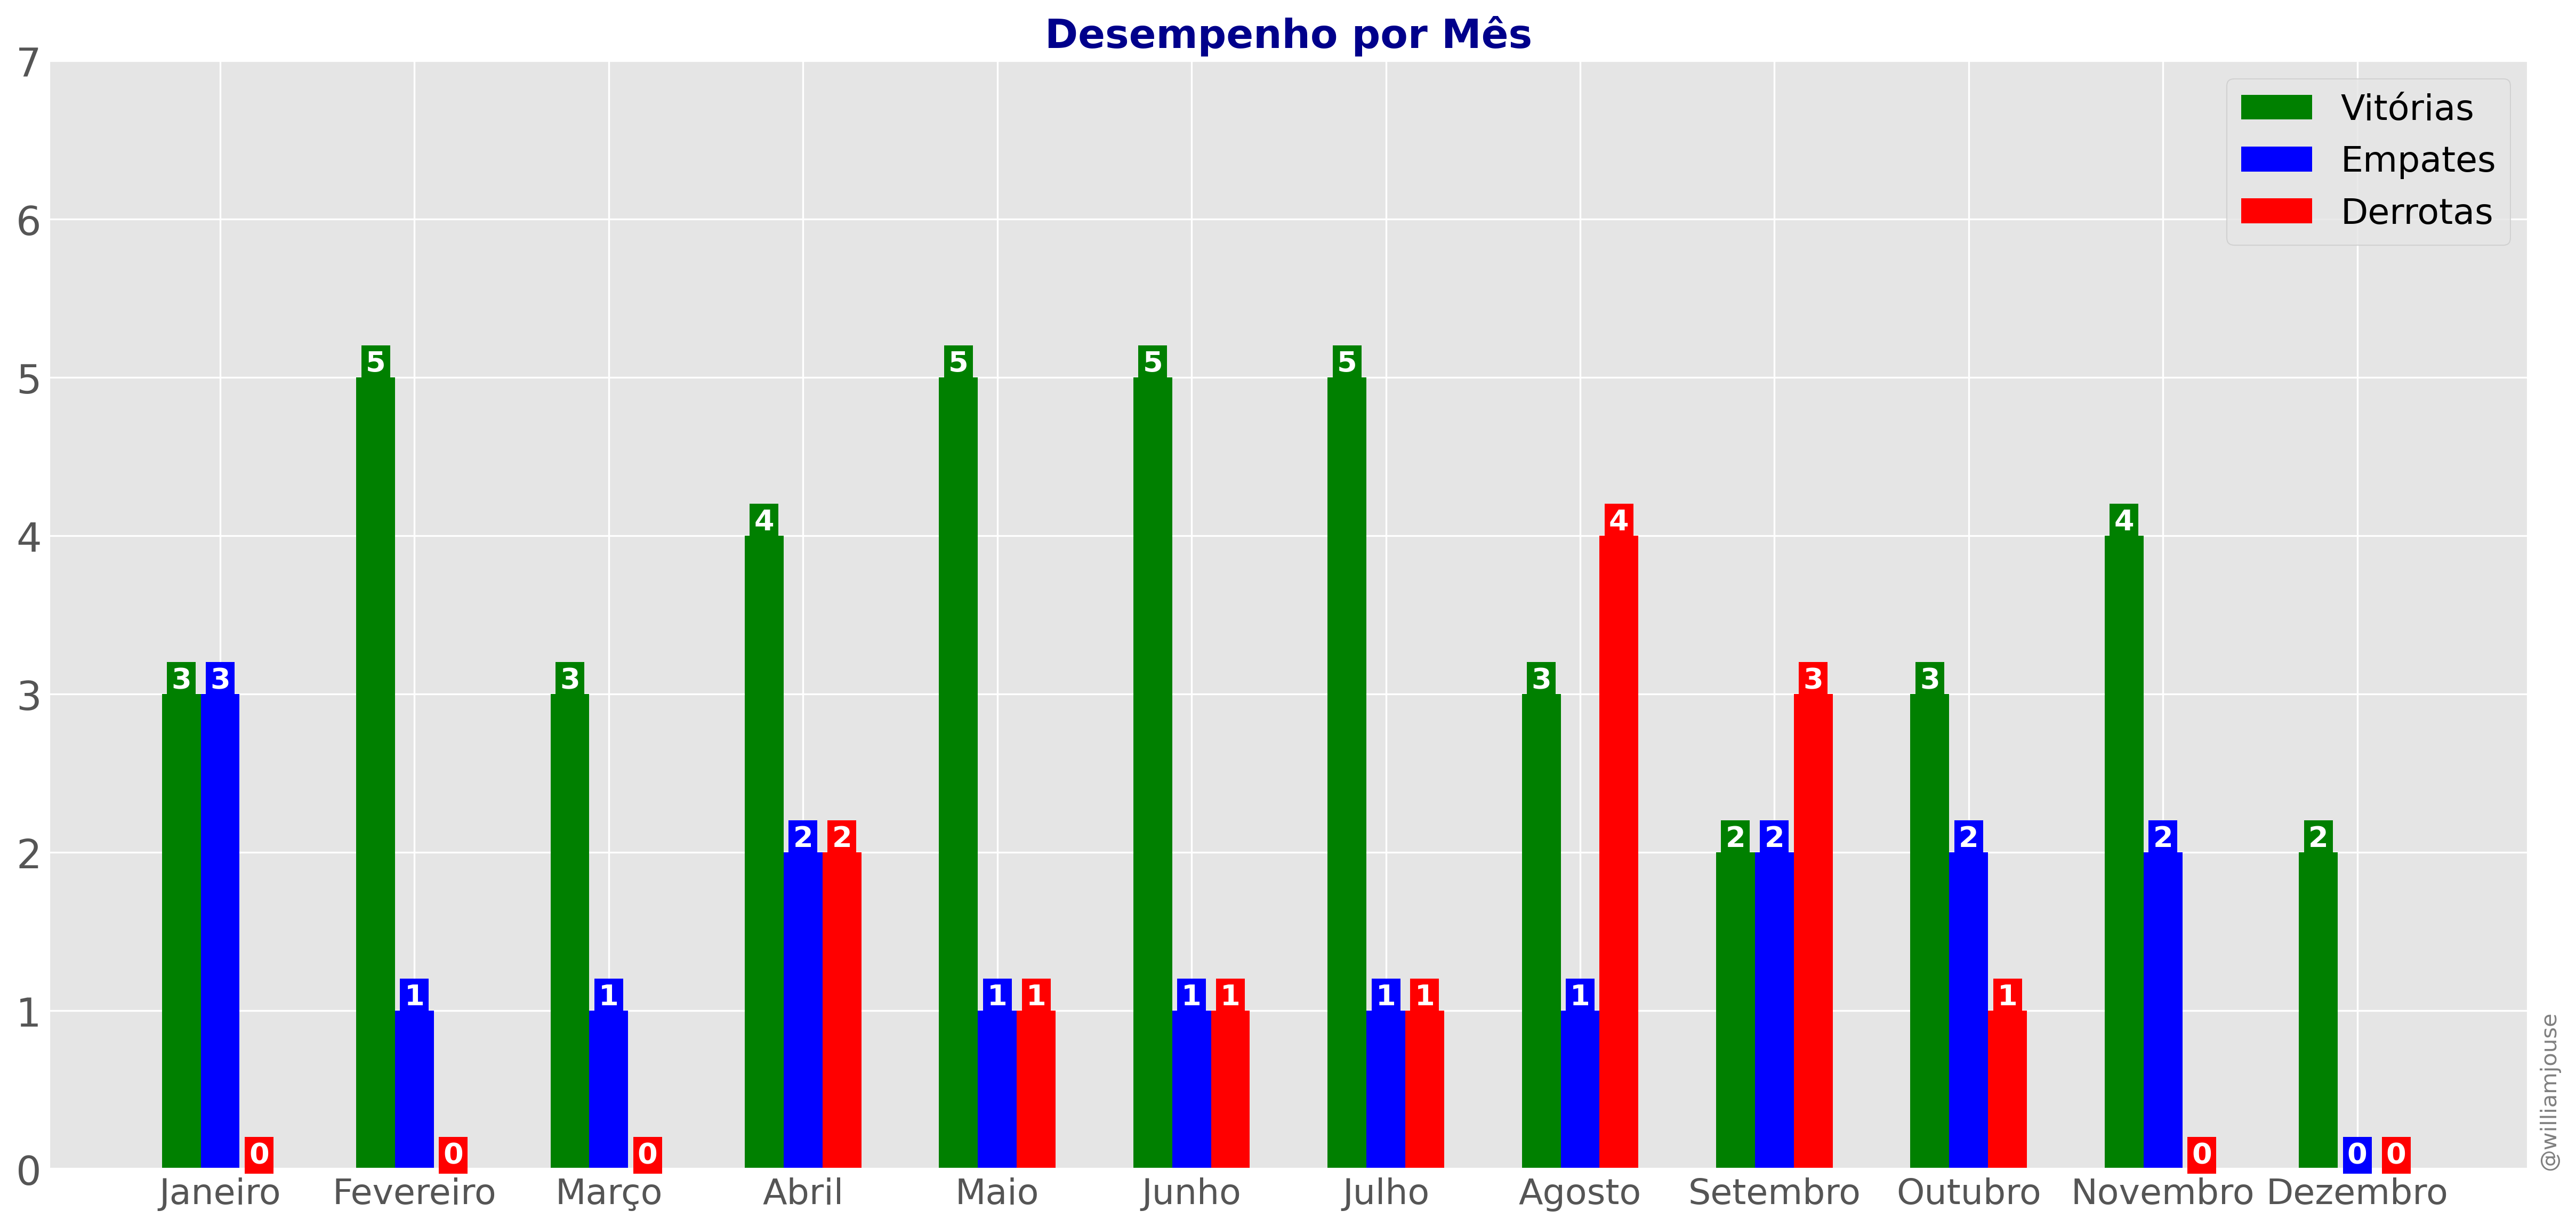 Desempenho por Mês
7
6
5
4
3
2
1
0
Vitórias
Empates
Derrotas
3 3 0
5 1 0
3 1 0
4 2 2
5 1 1
5 1 1
5 1 1
3 1 4
2 2 3
3 2 1
4 2 0
2 0 0
Janeiro Fevereiro Março Abril Maio Junho Julho Agosto Setembro Outubro Novembro Dezembro
@williamjouse